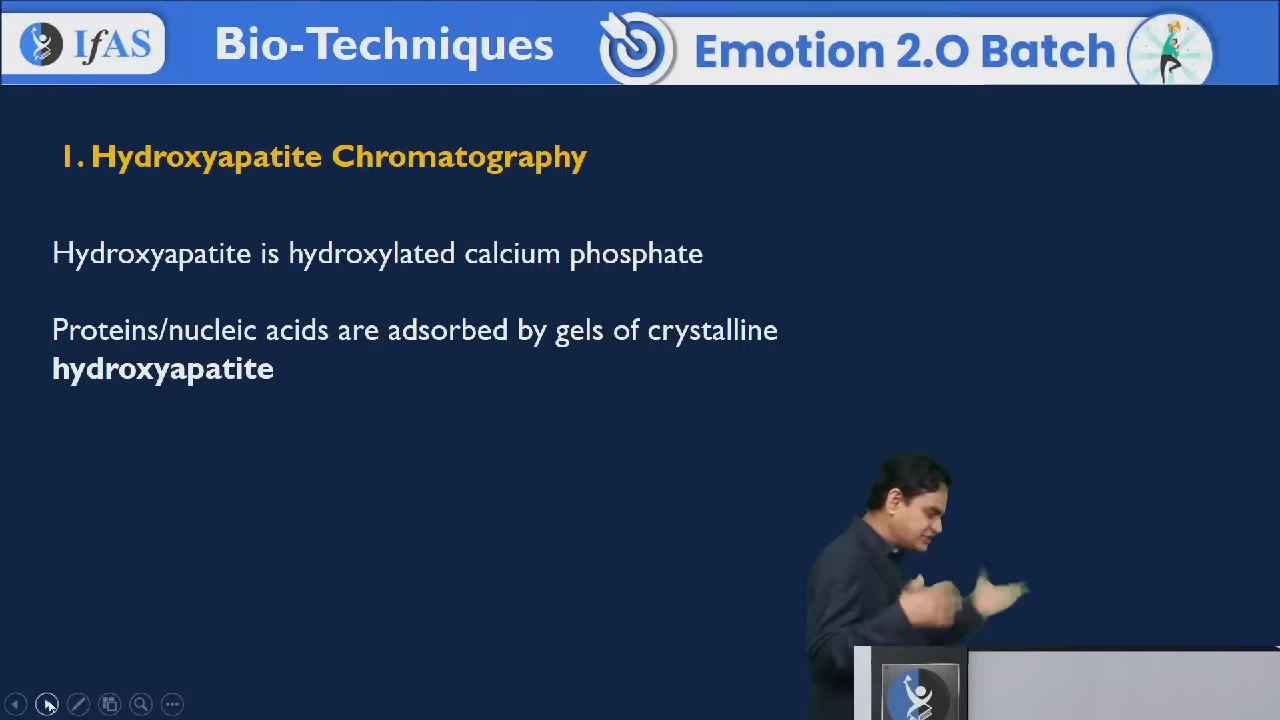 IfAS
Bio-Techniques
Emotion 2.O Batch
1. Hydroxyapatite Chromatography
Hydroxyapatite is hydroxylated calcium phosphate
Proteins/nucleic acids are adsorbed by gels of crystalline
hydroxyapatite